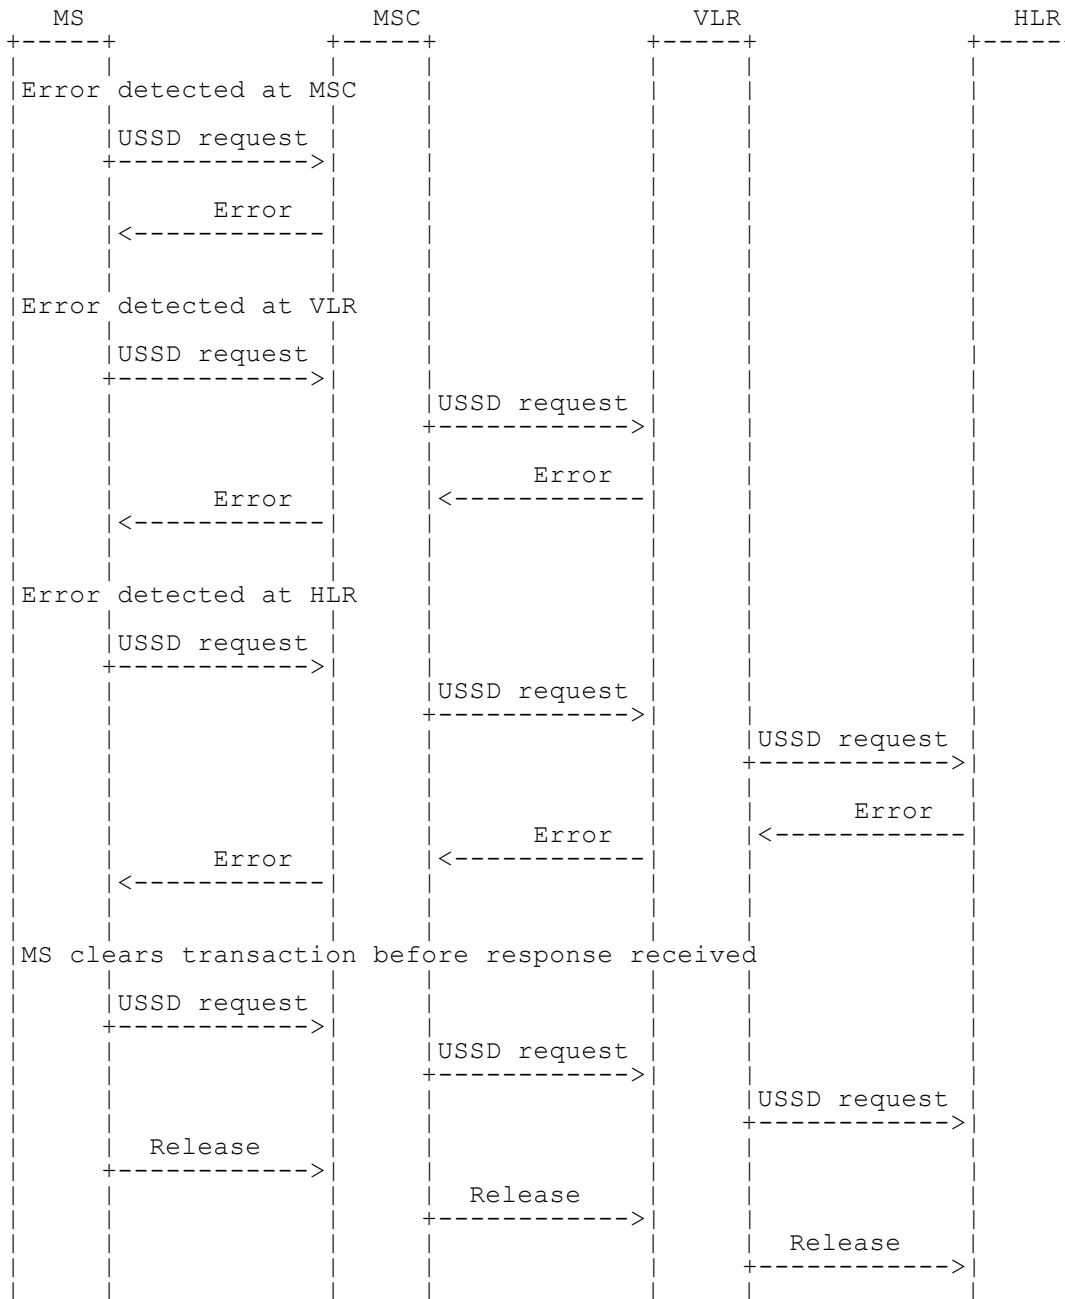 MS MSC VLR HLR
Error detected at MSC
USSD request
Error
Error detected at VLR
USSD request
USSD request
Error
Error
Error detected at HLR
USSD request
USSD request
USSD request
Error
Error
Error
MS clears transaction before response received
USSD request
USSD request
USSD request
Release
Release
Release